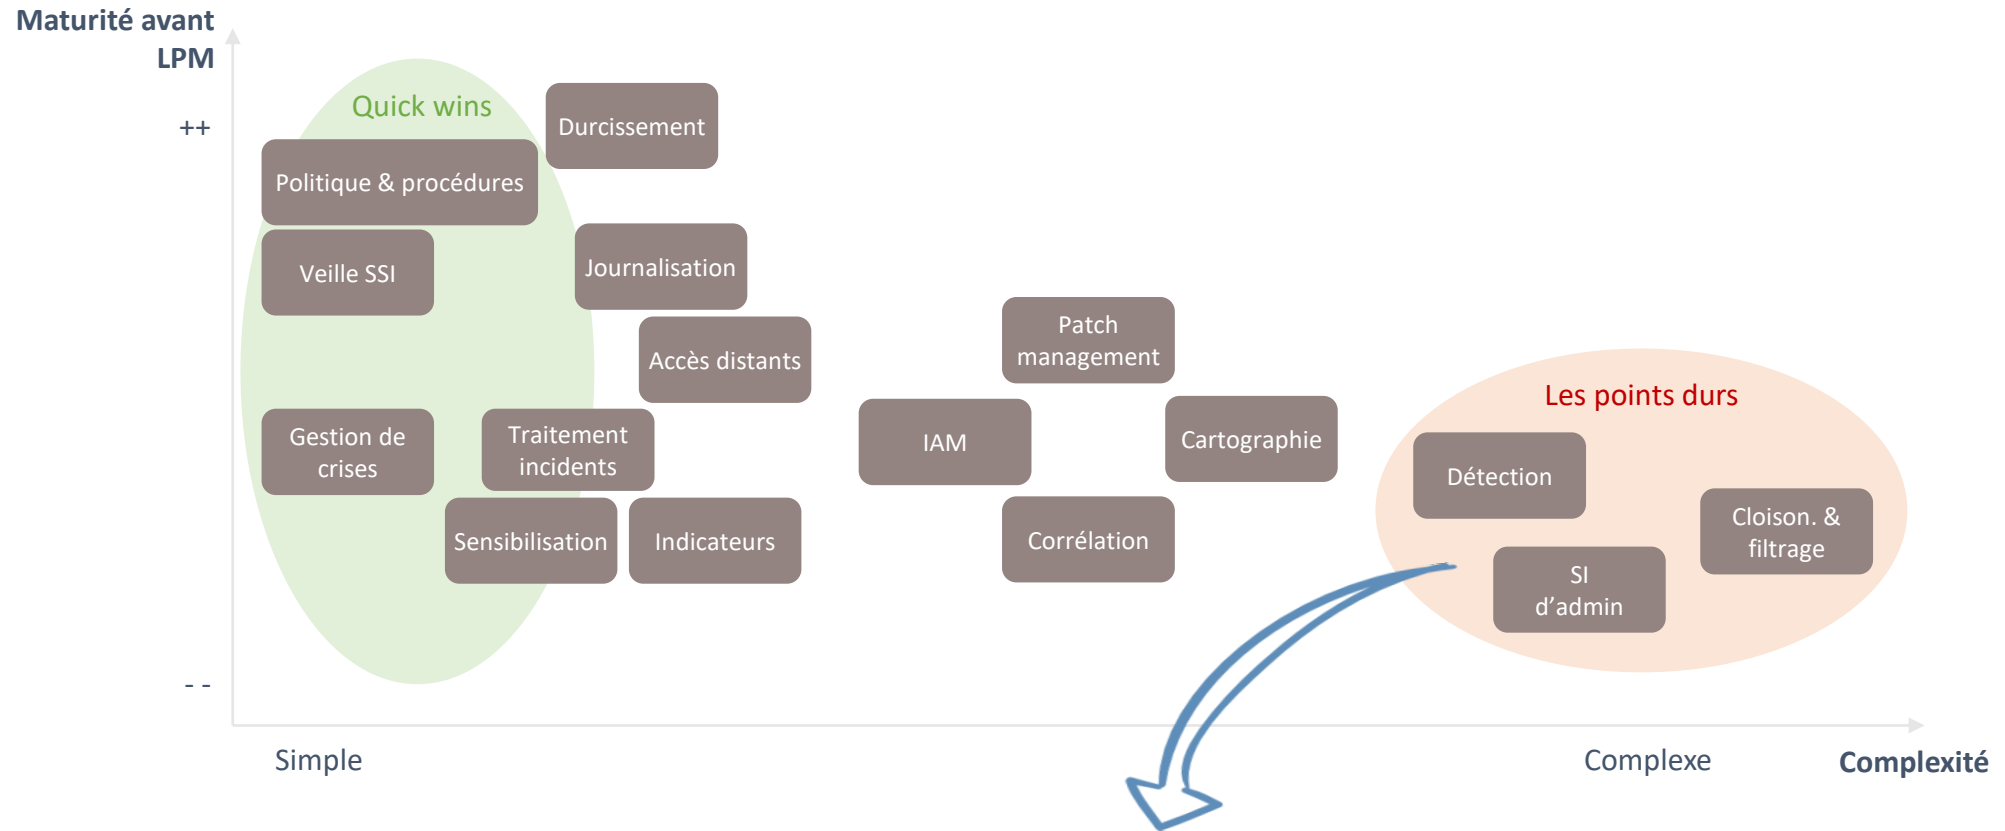 Maturité avant
LPM
++
- -
Quick wins
Durcissement
Politique & procédures
Veille SSI
Journalisation
Accès distants
Patch
management
Gestion de
crises
Traitement
incidents
IAM
Cartographie
Sensibilisation
Indicateurs
Corrélation
Les points durs
Détection
Cloison. &
filtrage
SI
d’admin
Simple
Complexe
Complexité